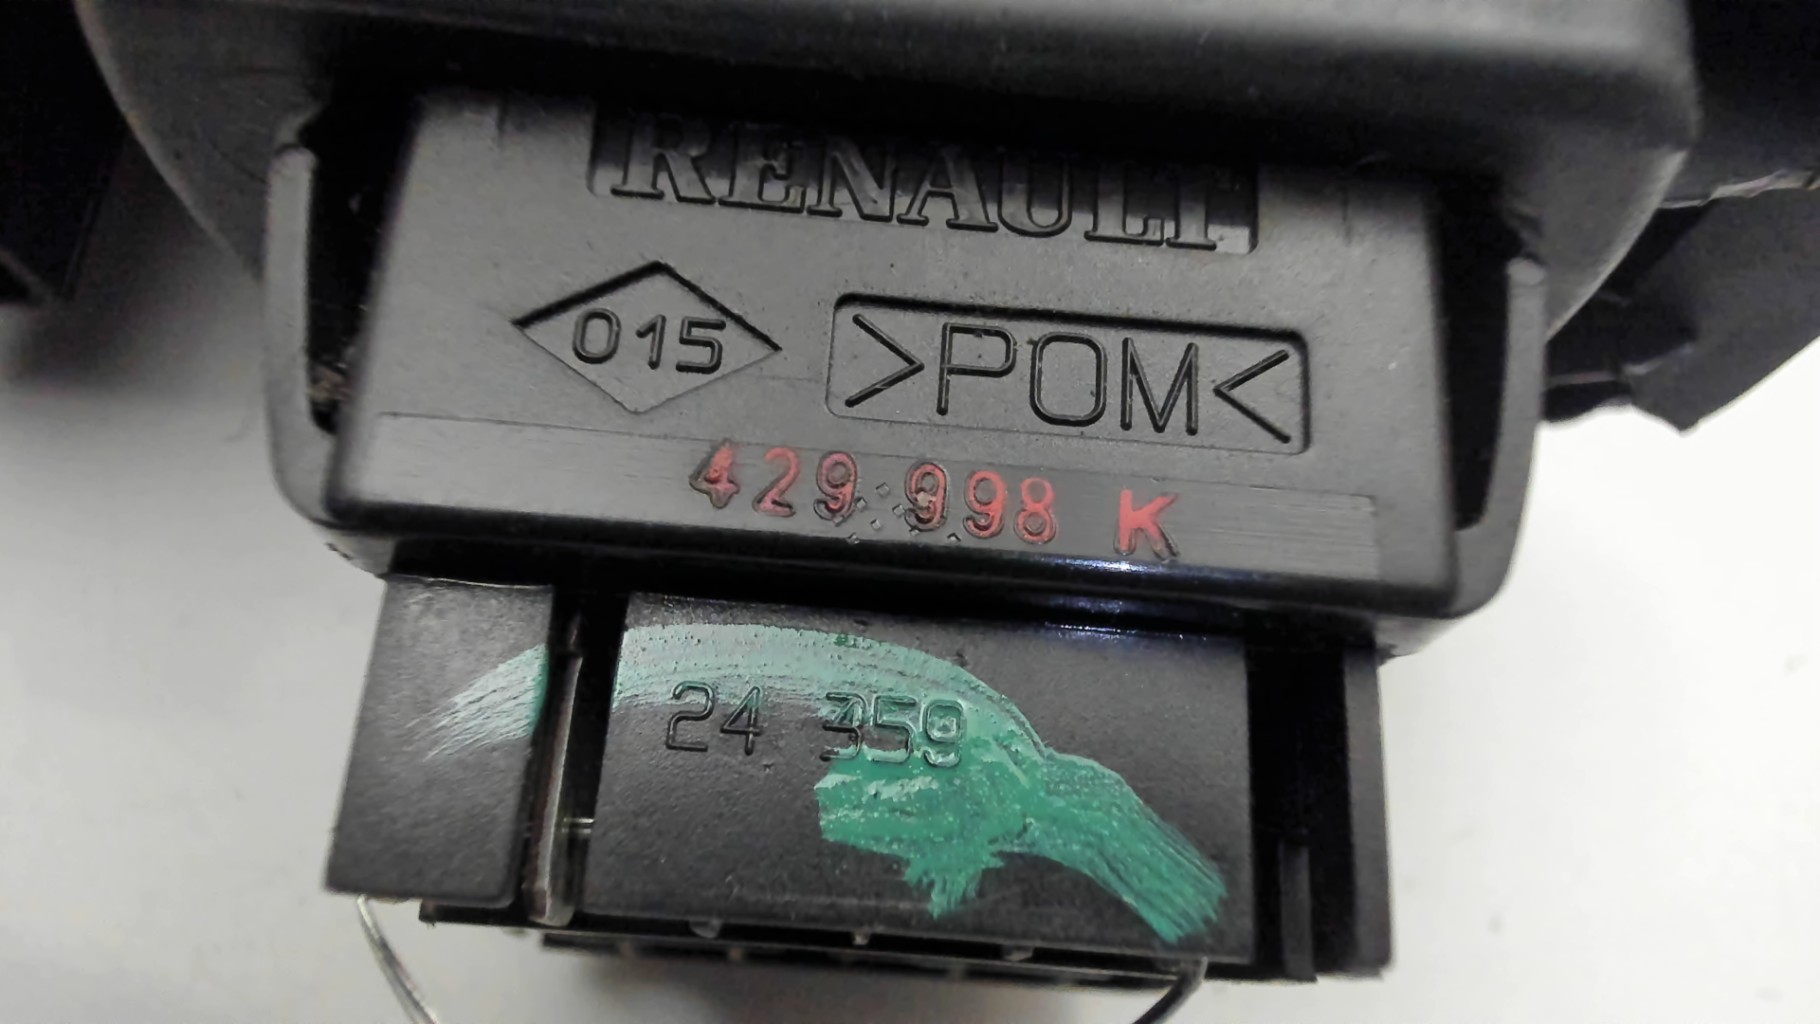 RENAULT
015 >POM<
429 998 K
24 359